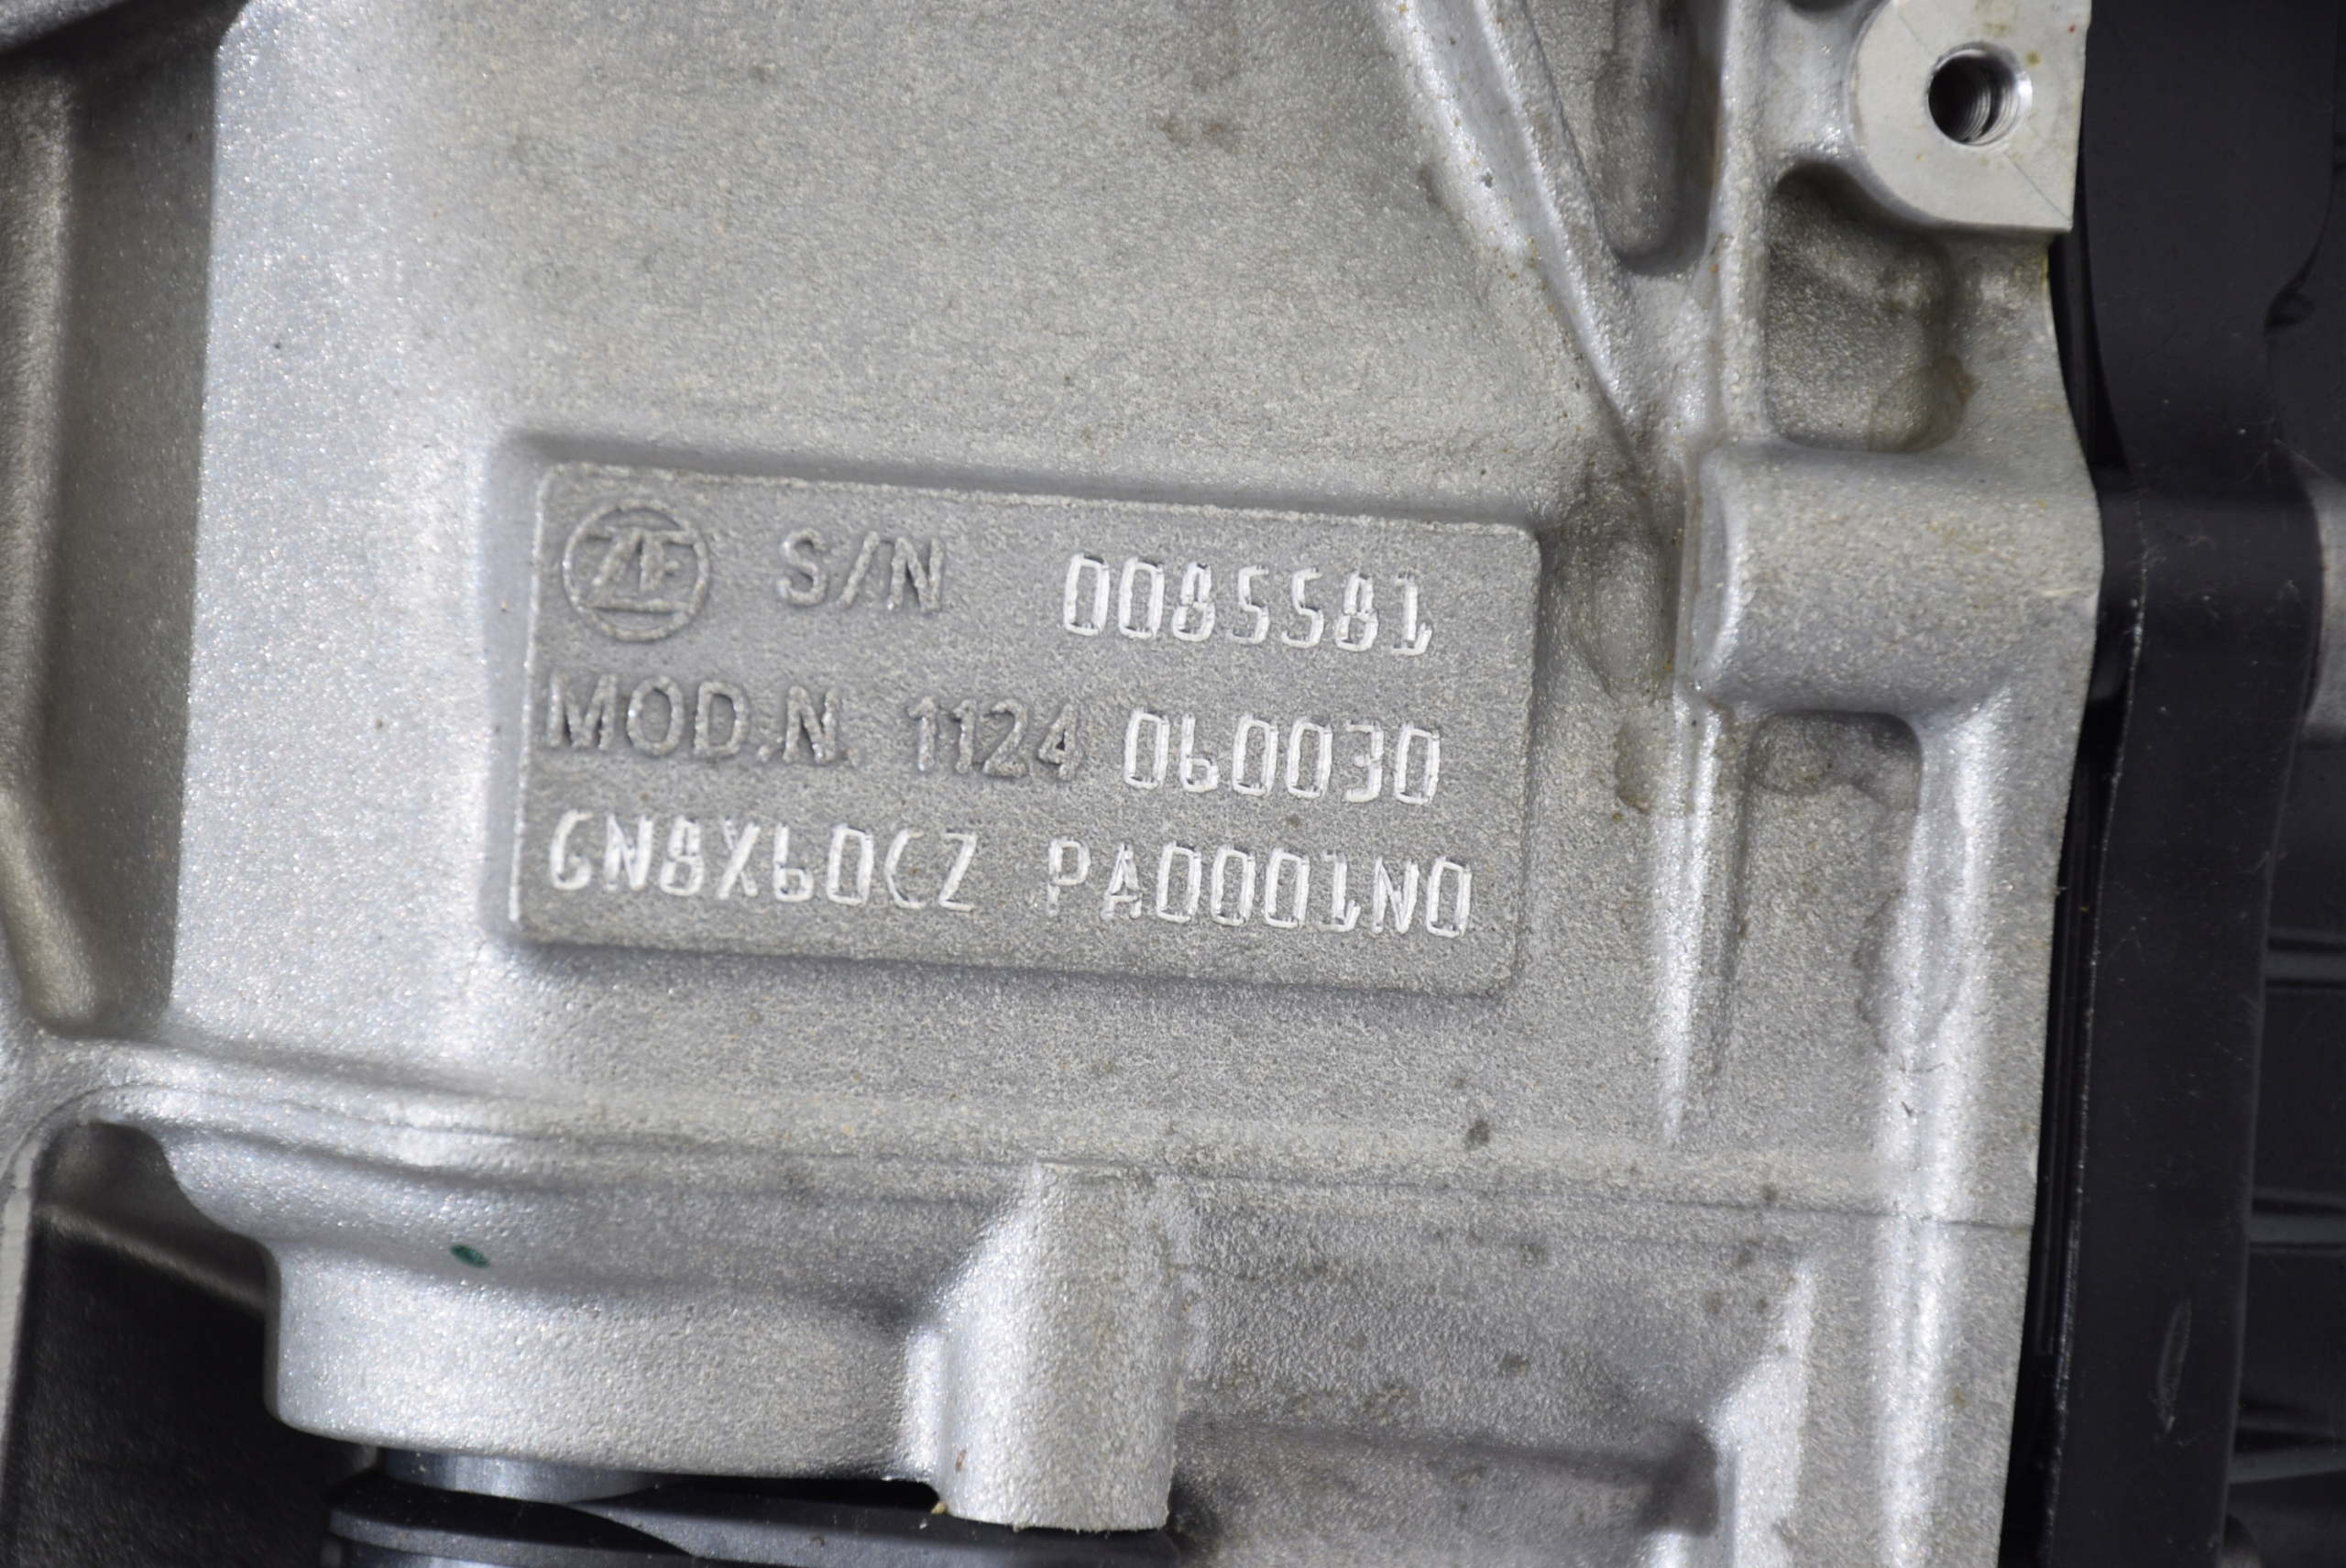 ZF S/N 0085581
MOD.N. 1124 060030
GN8X60CZ PA0001N0